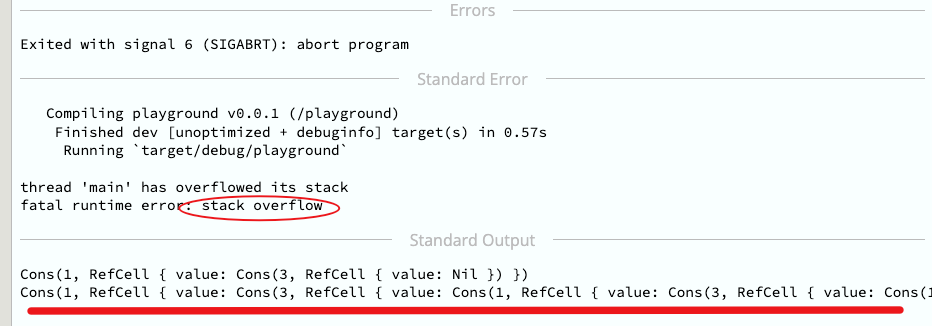 Errors
Exited with signal 6 (SIGABRT): abort program
Standard Error
Compiling playground v0.0.1 (/playground)
Finished dev [unoptimized + debuginfo] target(s) in 0.57s
Running `target/debug/playground`
thread 'main' has overflowed its stack
fatal runtime error: stack overflow
Standard Output
Cons(1, RefCell { value: Cons(3, RefCell { value: Nil }) })
Cons(1, RefCell { value: Cons(3, RefCell { value: Cons(1, RefCell { value: Cons(3, RefCell { value: Cons(1